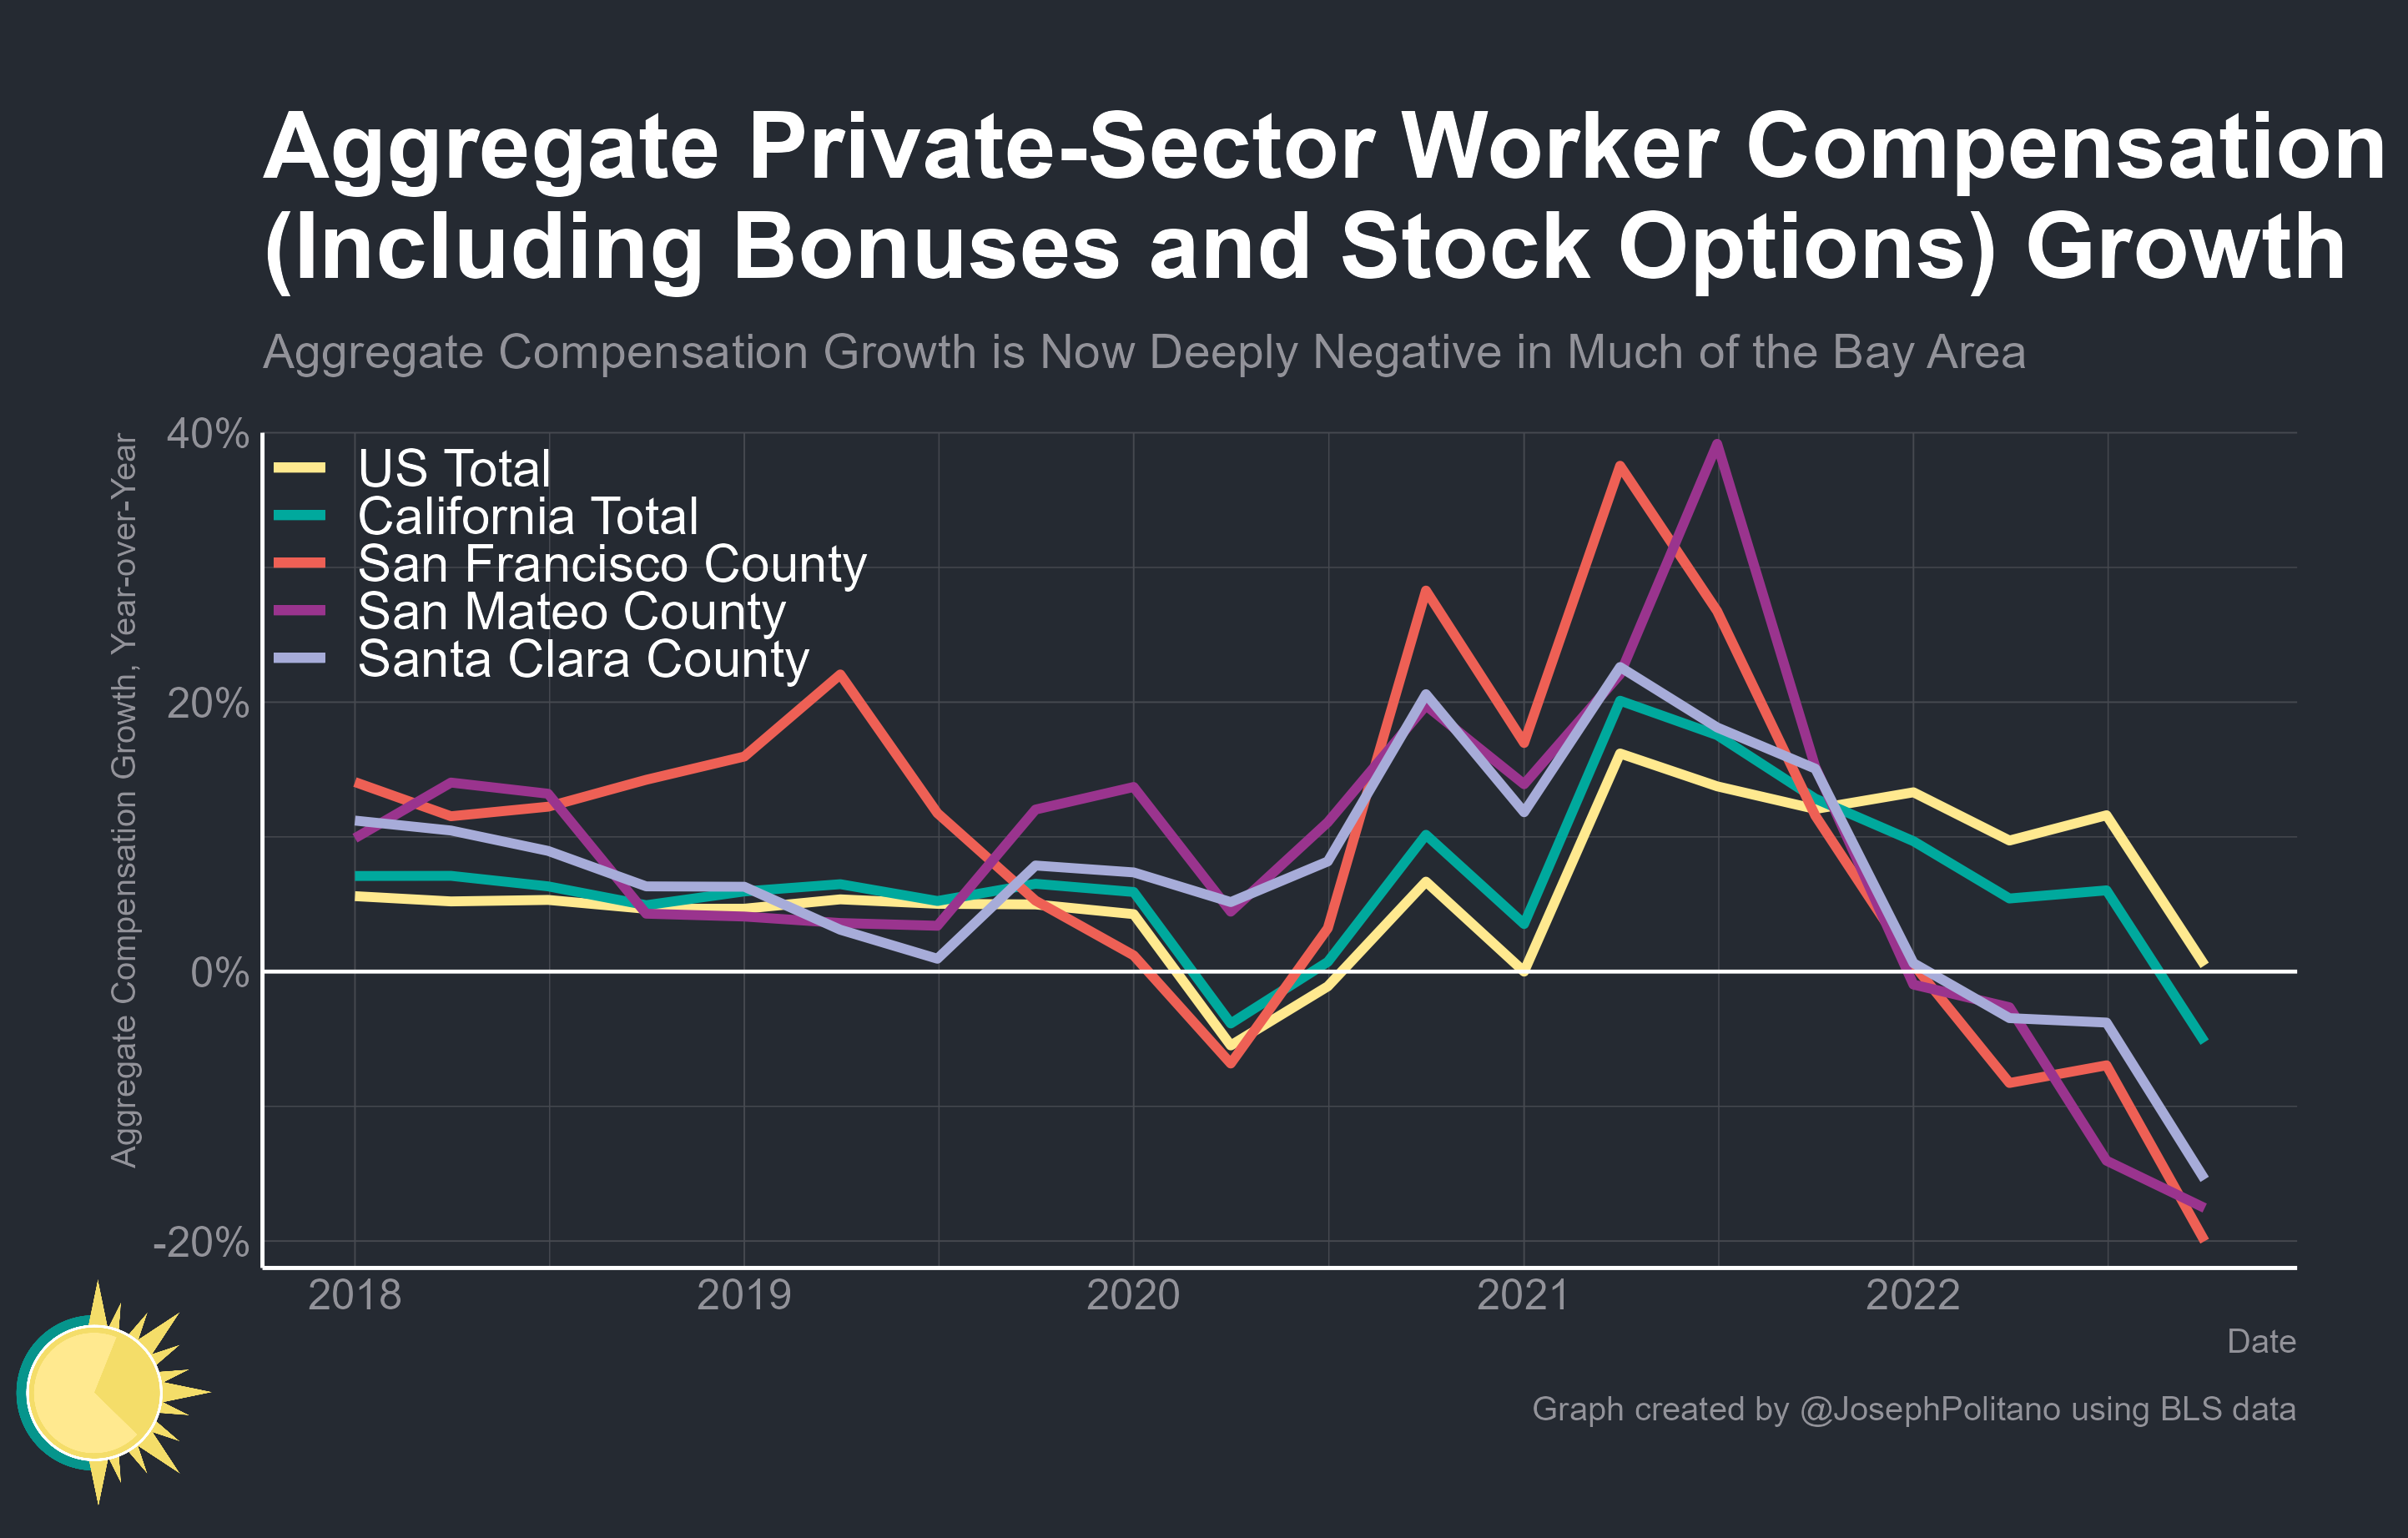 Aggregate Private-Sector Worker Compensation
(Including Bonuses and Stock Options) Growth
Aggregate Compensation Growth is Now Deeply Negative in Much of the Bay Area
Aggregate Compensation Growth, Year-over-Year
40%
20%
0%
-20%
US Total
California Total
San Francisco County
San Mateo County
Santa Clara County
2018
2019
2020
2021
2022
Date
Graph created by @JosephPolitano using BLS data